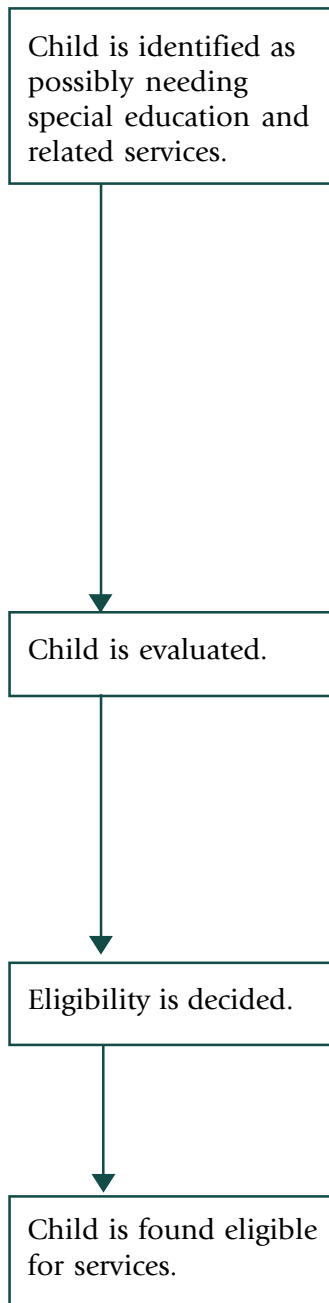 Child is identified as
possibly needing
special education and
related services.
Child is evaluated.
Eligibility is decided.
Child is found eligible
for services.